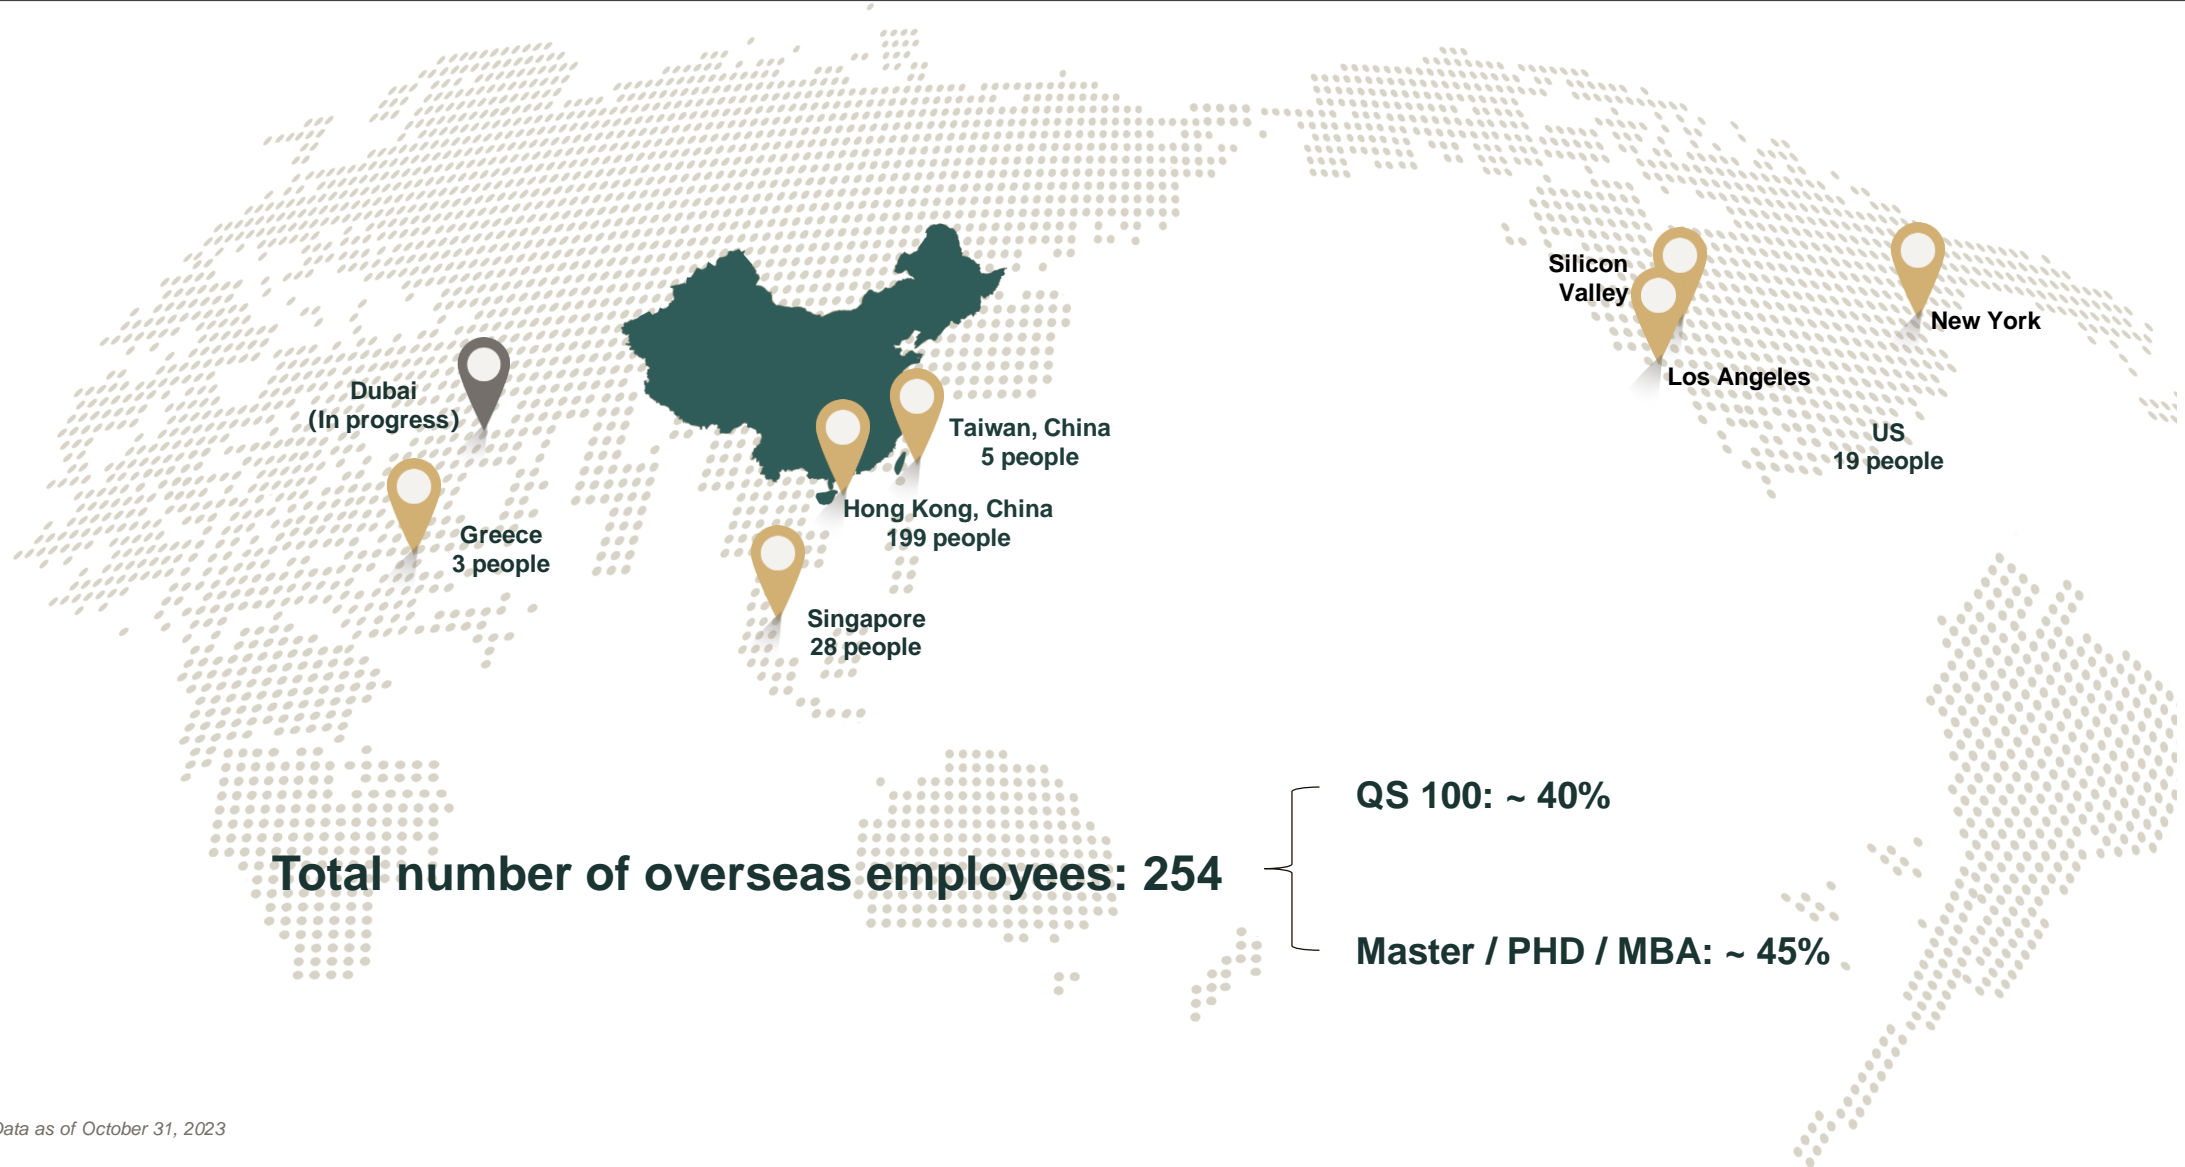 Silicon
Valley
New York
Los Angeles
US
19 people
Dubai
(In progress)
Taiwan, China
5 people
Hong Kong, China
199 people
Greece
3 people
Singapore
28 people
QS 100: ~ 40%
Total number of overseas employees: 254
Master / PHD / MBA: ~ 45%
Data as of October 31, 2023